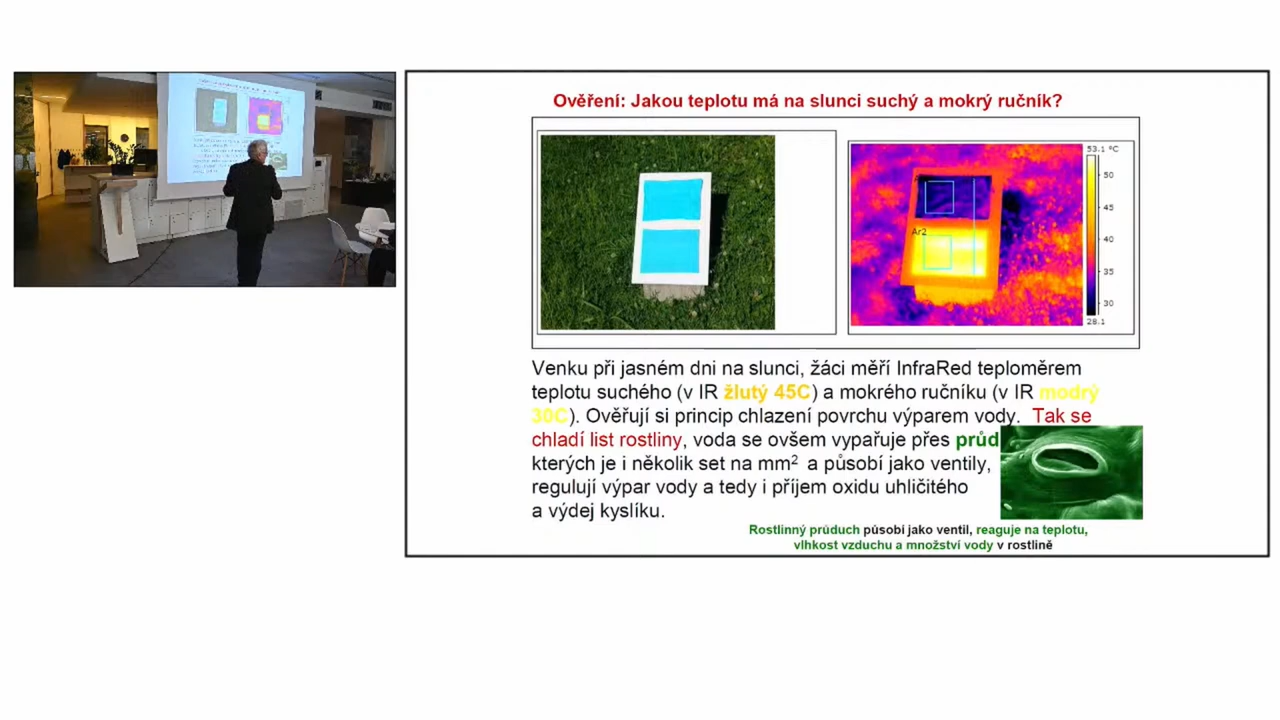 Ověření: Jakou teplotu má na slunci suchý a mokrý ručník?
53.1 °C
50
45
40
35
30
28.1
Ar2
Venku při jasném dni na slunci, žáci měří InfraRed teploměrem
teplotu suchého (v IR žlutý 45C) a mokrého ručníku (v IR modrý
30C). Ověřují si princip chlazení povrchu výparem vody. Tak se
chladí list rostliny, voda se ovšem vypařuje přes průd
kterých je i několik set na mm² a působí jako ventily,
regulují výpar vody a tedy i příjem oxidu uhličitého
a výdej kyslíku.
Rostlinný průduch působí jako ventil, reaguje na teplotu,
vlhkost vzduchu a množství vody v rostlině